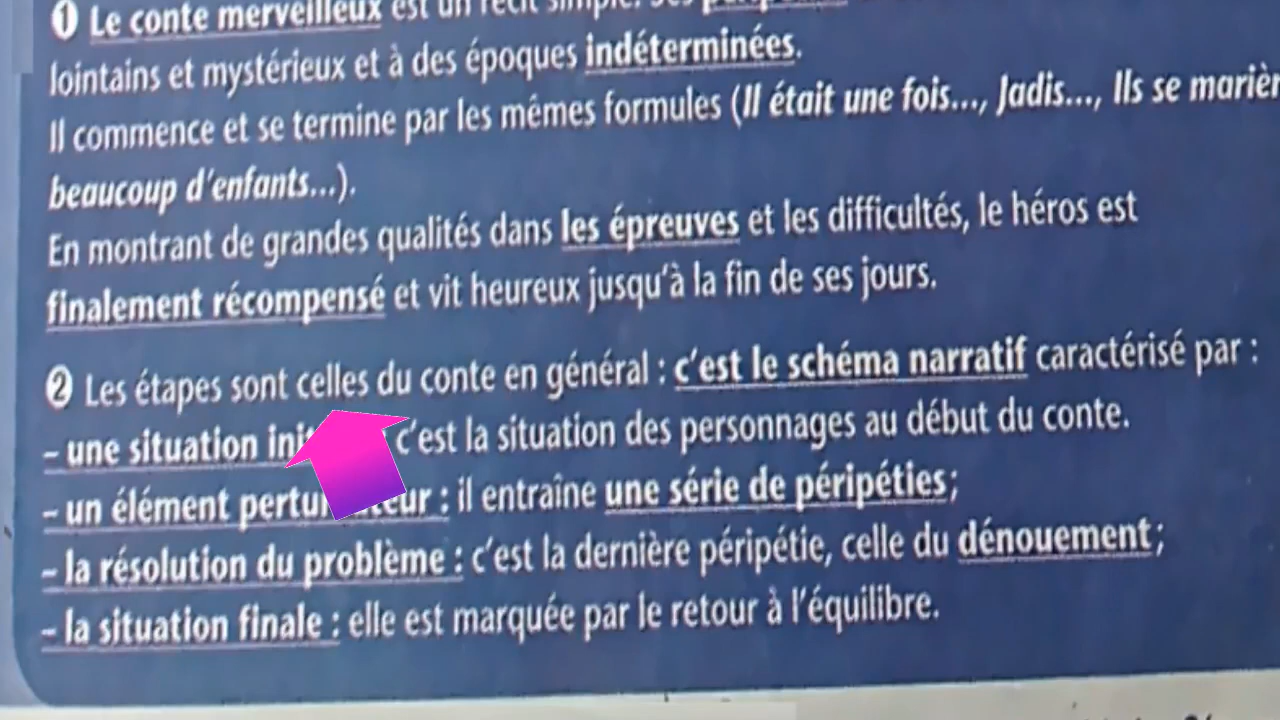 ❶ Le conte merveilleux est un récit simple.
lointains et mystérieux et à des époques indéterminées.
Il commence et se termine par les mêmes formules (Il était une fois..., Jadis..., Ils se
beaucoup d'enfants...).
En montrant de grandes qualités dans les épreuves et les difficultés, le héros est
finalement récompensé et vit heureux jusqu'à la fin de ses jours.
❷ Les étapes sont celles du conte en général : c'est le schéma narratif caractérisé par :
– une situation c'est la situation des personnages au début du conte.
– un élément : il entraîne une série de péripéties ;
– la résolution du problème : c'est la dernière péripétie, celle du dénouement ;
– la situation finale : elle est marquée par le retour à l'équilibre.